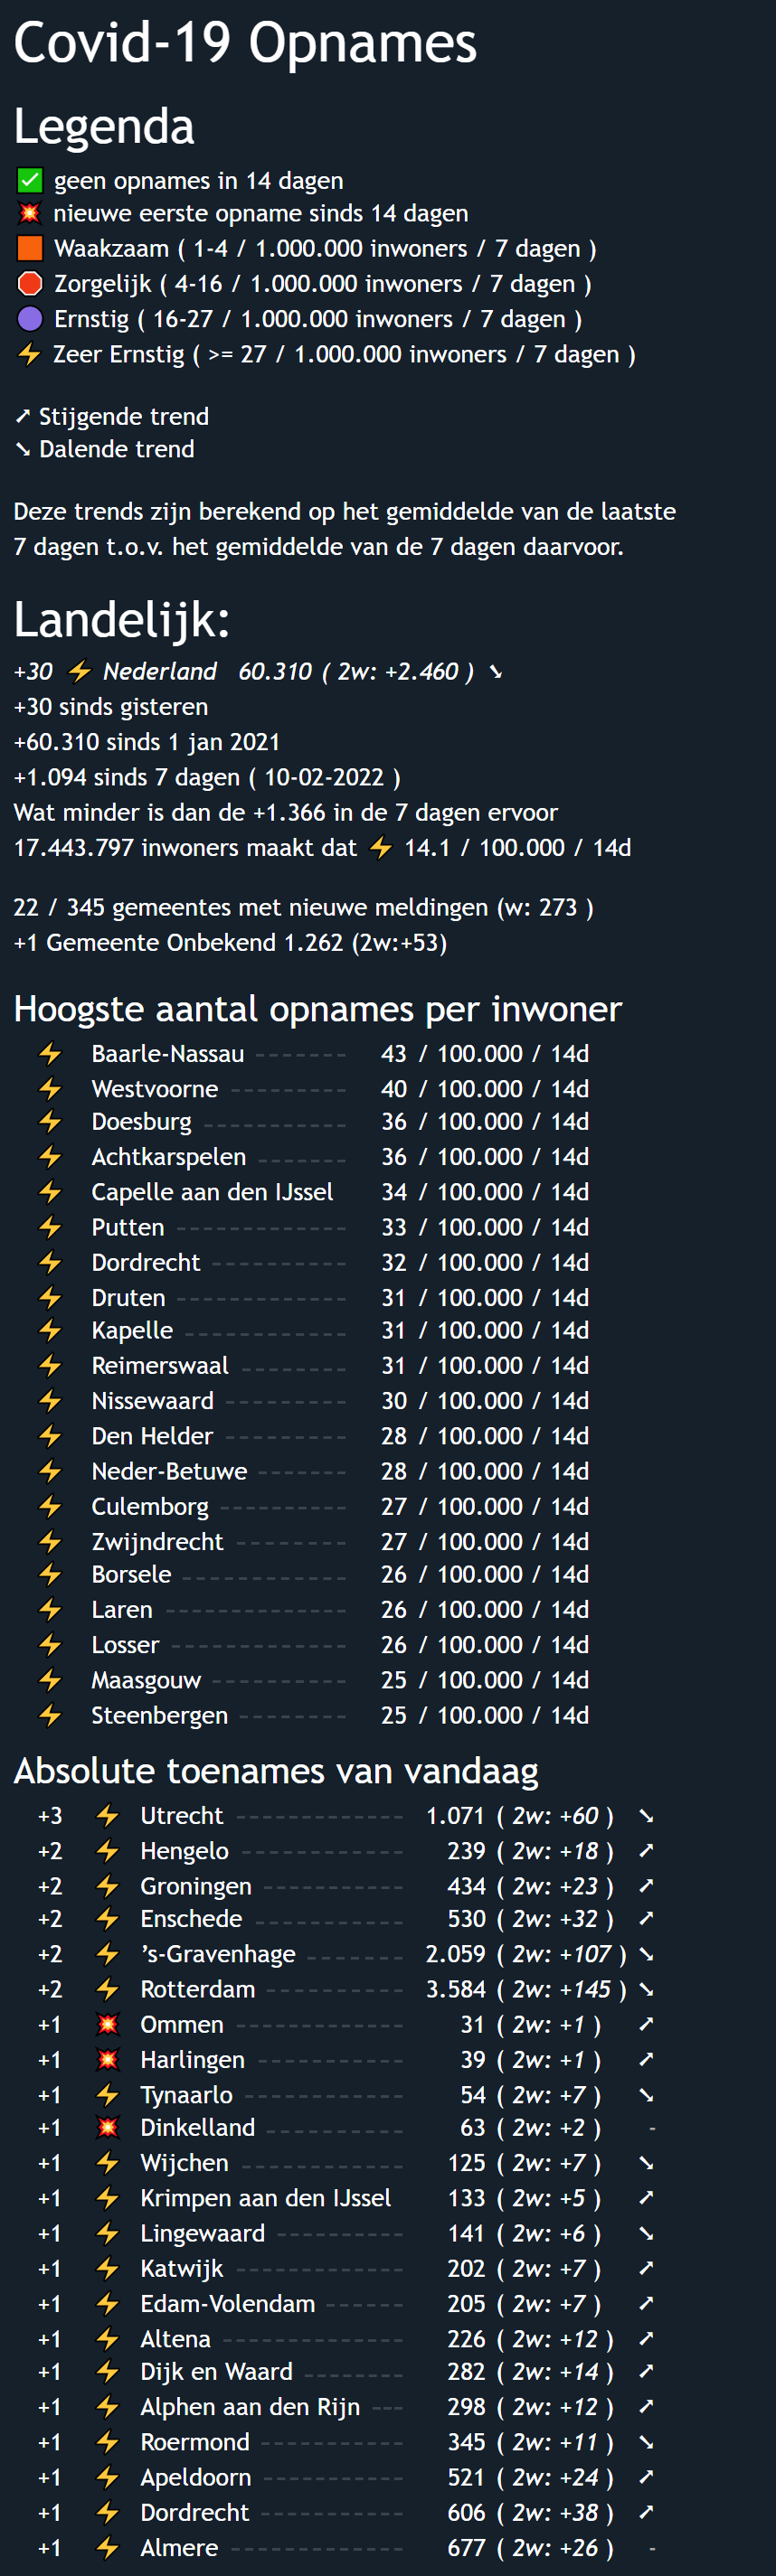 Covid-19 Opnames
Legenda
✅ geen opnames in 14 dagen
💥 nieuwe eerste opname sinds 14 dagen
🟧 Waakzaam ( 1-4 / 1.000.000 inwoners / 7 dagen )
🛑 Zorgelijk ( 4-16 / 1.000.000 inwoners / 7 dagen )
🟣 Ernstig ( 16-27 / 1.000.000 inwoners / 7 dagen )
⚡ Zeer Ernstig ( >= 27 / 1.000.000 inwoners / 7 dagen )
➚ Stijgende trend
➘ Dalende trend
Deze trends zijn berekend op het gemiddelde van de laatste
7 dagen t.o.v. het gemiddelde van de 7 dagen daarvoor.
Landelijk:
+30 ⚡ Nederland 60.310 ( 2w: +2.460 ) ➘
+30 sinds gisteren
+60.310 sinds 1 jan 2021
+1.094 sinds 7 dagen ( 10-02-2022 )
Wat minder is dan de +1.366 in de 7 dagen ervoor
17.443.797 inwoners maakt dat ⚡ 14.1 / 100.000 / 14d
22 / 345 gemeentes met nieuwe meldingen (w: 273 )
+1 Gemeente Onbekend 1.262 (2w:+53)
Hoogste aantal opnames per inwoner
⚡ Baarle-Nassau ------- 43 / 100.000 / 14d
⚡ Westvoorne --------- 40 / 100.000 / 14d
⚡ Doesburg ----------- 36 / 100.000 / 14d
⚡ Achtkarspelen ------- 36 / 100.000 / 14d
⚡ Capelle aan den IJssel 34 / 100.000 / 14d
⚡ Putten ------------- 33 / 100.000 / 14d
⚡ Dordrecht ---------- 32 / 100.000 / 14d
⚡ Druten ------------- 31 / 100.000 / 14d
⚡ Kapelle ------------ 31 / 100.000 / 14d
⚡ Reimerswaal -------- 31 / 100.000 / 14d
⚡ Nissewaard --------- 30 / 100.000 / 14d
⚡ Den Helder --------- 28 / 100.000 / 14d
⚡ Neder-Betuwe ------- 28 / 100.000 / 14d
⚡ Culemborg ---------- 27 / 100.000 / 14d
⚡ Zwijndrecht -------- 27 / 100.000 / 14d
⚡ Borsele ------------ 26 / 100.000 / 14d
⚡ Laren -------------- 26 / 100.000 / 14d
⚡ Losser ------------- 26 / 100.000 / 14d
⚡ Maasgouw ---------- 25 / 100.000 / 14d
⚡ Steenbergen -------- 25 / 100.000 / 14d
Absolute toenames van vandaag
+3 ⚡ Utrecht ------------- 1.071 ( 2w: +60 ) ➘
+2 ⚡ Hengelo ------------ 239 ( 2w: +18 ) ➚
+2 ⚡ Groningen ---------- 434 ( 2w: +23 ) ➚
+2 ⚡ Enschede ----------- 530 ( 2w: +32 ) ➚
+2 ⚡ 's-Gravenhage ------- 2.059 ( 2w: +107 ) ➘
+2 ⚡ Rotterdam ---------- 3.584 ( 2w: +145 ) ➘
+1 💥 Ommen ------------- 31 ( 2w: +1 ) ➚
+1 💥 Harlingen ----------- 39 ( 2w: +1 ) ➚
+1 ⚡ Tynaarlo ------------ 54 ( 2w: +7 ) ➘
+1 💥 Dinkelland ---------- 63 ( 2w: +2 ) -
+1 ⚡ Wijchen ------------ 125 ( 2w: +7 ) ➘
+1 ⚡ Krimpen aan den IJssel 133 ( 2w: +5 ) ➚
+1 ⚡ Lingewaard --------- 141 ( 2w: +6 ) ➘
+1 ⚡ Katwijk ------------- 202 ( 2w: +7 ) ➚
+1 ⚡ Edam-Volendam ------ 205 ( 2w: +7 ) ➚
+1 ⚡ Altena -------------- 226 ( 2w: +12 ) ➚
+1 ⚡ Dijk en Waard -------- 282 ( 2w: +14 ) ➚
+1 ⚡ Alphen aan den Rijn --- 298 ( 2w: +12 ) ➚
+1 ⚡ Roermond ----------- 345 ( 2w: +11 ) ➘
+1 ⚡ Apeldoorn ----------- 521 ( 2w: +24 ) ➚
+1 ⚡ Dordrecht ----------- 606 ( 2w: +38 ) ➚
+1 ⚡ Almere -------------- 677 ( 2w: +26 ) -